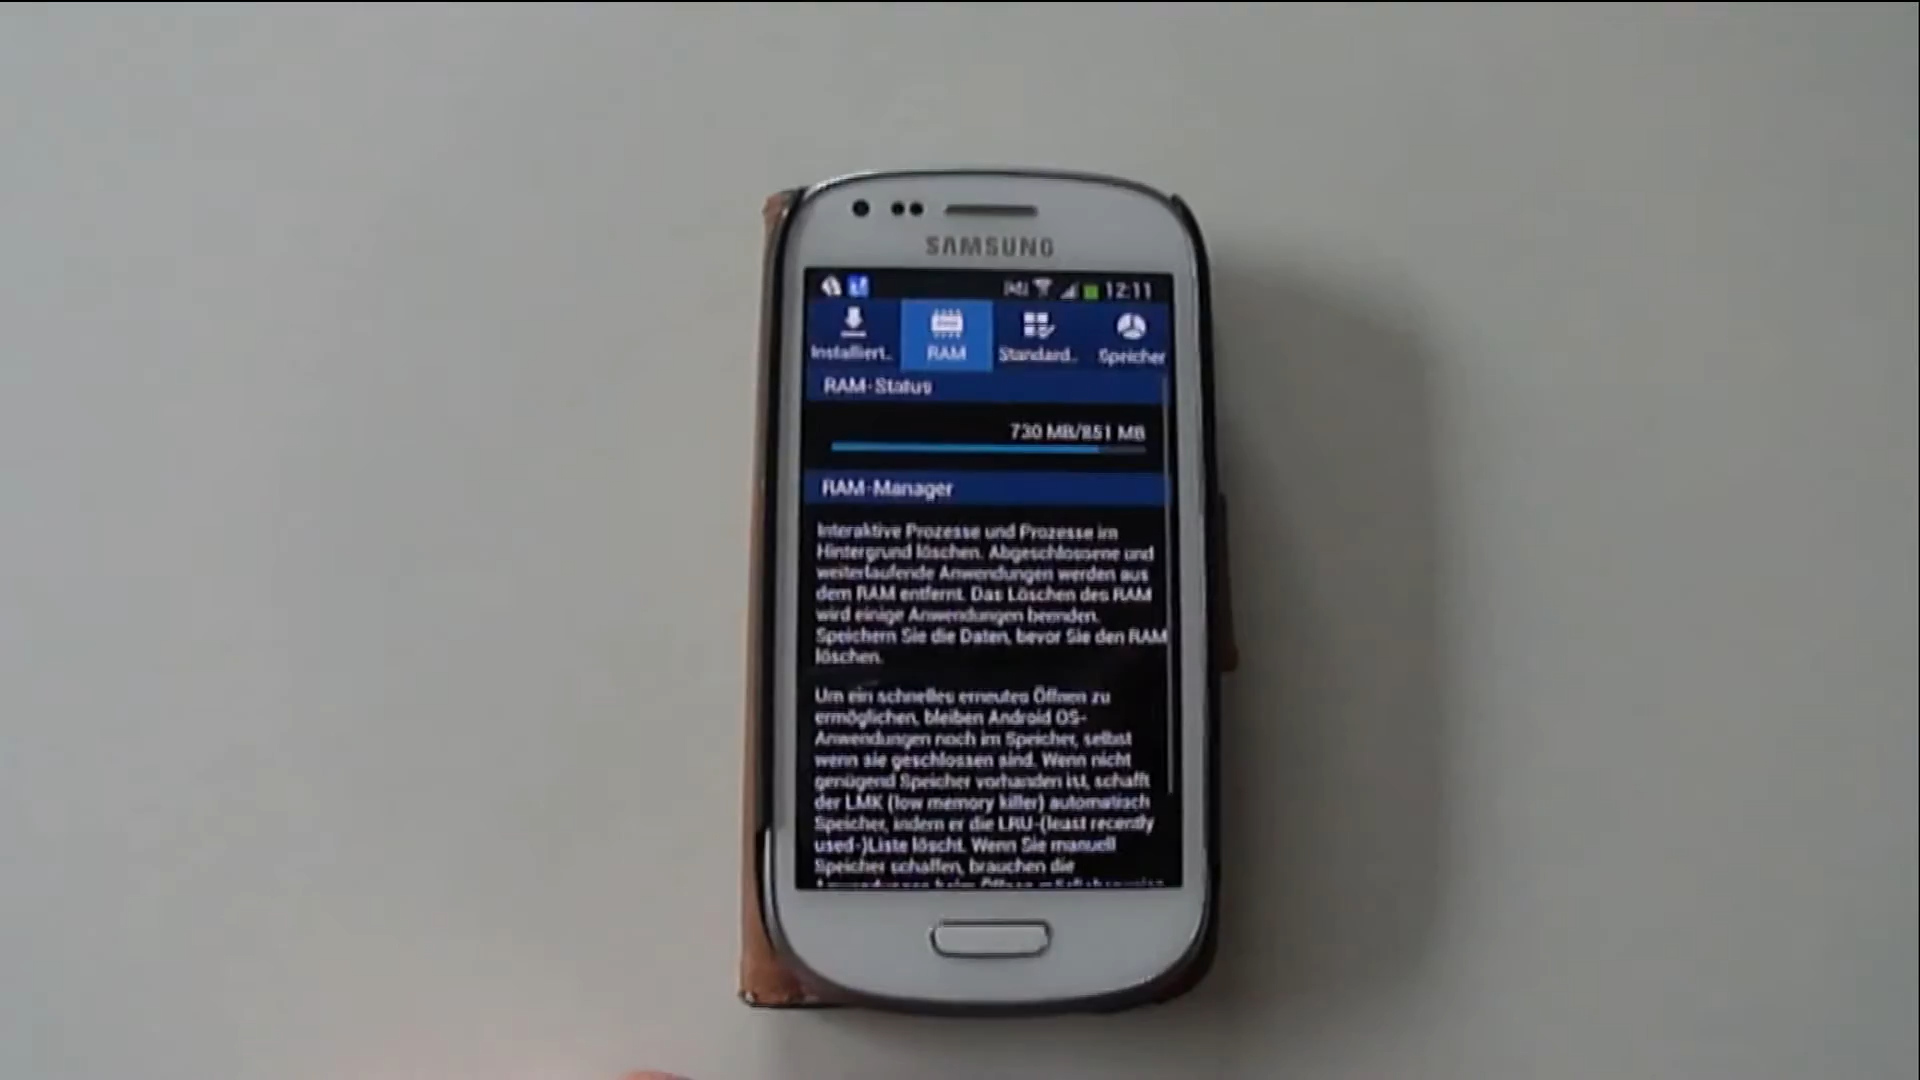 SAMSUNG
12:11
Installiert..
RAM
Standard..
Speicher
RAM-Status
730 MB/851 MB
RAM-Manager
Interaktive Prozesse und Prozesse im
Hintergrund löschen. Abgeschlossene und
weiterlaufende Anwendungen werden aus
dem RAM entfernt. Das Löschen des RAM
wird einige Anwendungen beenden.
Speichern Sie die Daten, bevor Sie den RAM
löschen.
Um ein schnelles erneutes Öffnen zu
ermöglichen, bleiben Android OS-
Anwendungen noch im Speicher, selbst
wenn sie geschlossen sind. Wenn nicht
genügend Speicher vorhanden ist, schafft
der LMK (low memory killer) automatisch
Speicher, indem er die LRU-(least recently
used-)Liste löscht. Wenn Sie manuell
Speicher schaffen, brauchen die